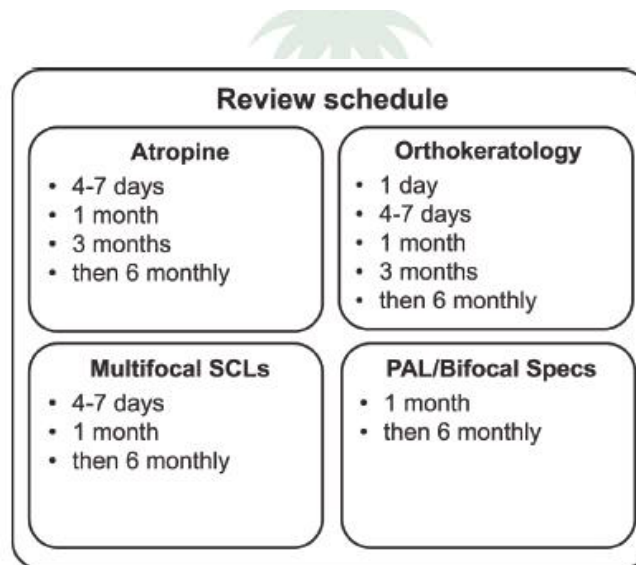 Review schedule
Atropine
• 4-7 days
• 1 month
• 3 months
• then 6 monthly
Orthokeratology
• 1 day
• 4-7 days
• 1 month
• 3 months
• then 6 monthly
Multifocal SCLs
• 4-7 days
• 1 month
• then 6 monthly
PAL/Bifocal Specs
• 1 month
• then 6 monthly